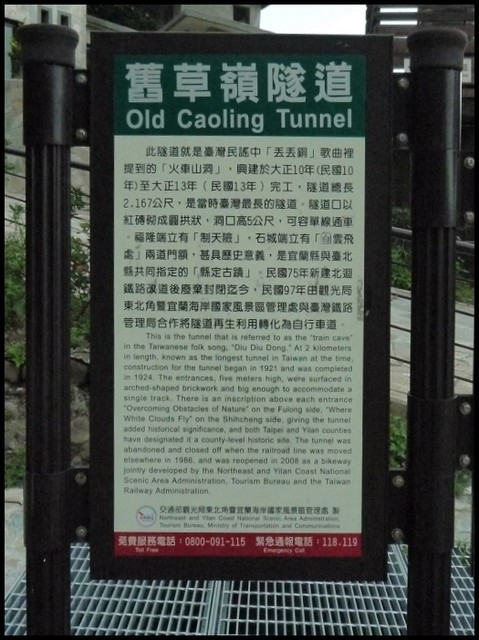 舊草嶺隧道
Old Caoling Tunnel
此隧道就是臺灣民謠中「丟丟銅」歌曲裡
提到的「火車山洞」，興建於大正10年(民國10
年)至大正13年（民國13年）完工，隧道總長
2.167公尺，是當時臺灣最長的隧道。隧道口以
紅磚砌成圓拱狀，洞口高5公尺，可容單線通車
。福隆端立有「制天險」，石城端立有「白雲飛
處」兩道門額，甚具歷史意義，是宜蘭縣與臺北
縣共同指定的「縣定古蹟」。民國75年新建北迴
鐵路隧道後廢棄封閉迄今，民國97年由觀光局
東北角暨宜蘭海岸國家風景區管理處與臺灣鐵路
管理局合作將隧道再生利用轉化為自行車道。
This is the tunnel that is referred to as the "train cave"
in the Taiwanese folk song, "Diu Diu Dong." At 2 kilometers
in length, known as the longest tunnel in Taiwan at the time,
construction for the tunnel began in 1921 and was completed
in 1924. The entrances, five meters high, were surfaced in
arched-shaped brickwork and big enough to accommodate a
single track. There is an inscription above each entrance
"Overcoming Obstacles of Nature" on the Fulong side, "Where
White Clouds Fly" on the Shihcheng side, giving the tunnel
added historical significance, and both Taipei and Yilan counties
have designated it a county-level historic site. The tunnel was
abandoned and closed off when the railroad line was moved
elsewhere in 1986, and was reopened in 2008 as a bikeway
jointly developed by the Northeast and Yilan Coast National
Scenic Area Administration, Tourism Bureau and the Taiwan
Railway Administration.
交通部觀光局東北角暨宜蘭海岸國家風景區管理處 製
Northeast and Yilan Coast National Scenic Area Administration,
Tourism Bureau, Ministry of Transportation and Communications
免費服務電話：0800-091-115 緊急通報電話：118.119
Toll Free Emergency Call